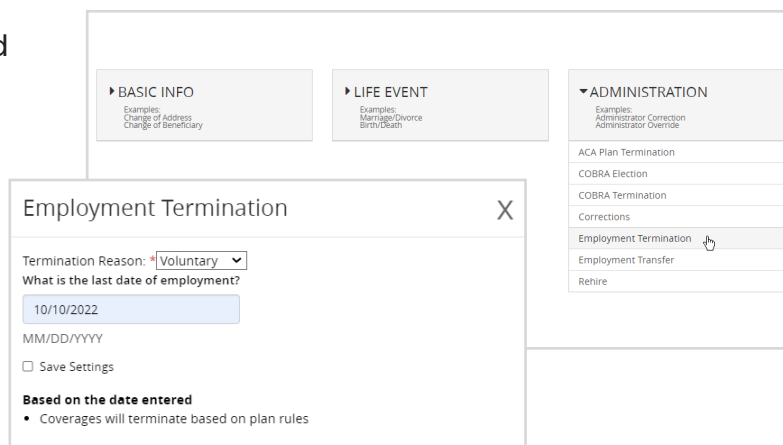 BASIC INFO
Examples:
Change of Address
Change of Beneficiary
LIFE EVENT
Examples:
Marriage/Divorce
Birth/Death
ADMINISTRATION
Examples:
Administrator Correction
Administrator Override
ACA Plan Termination
COBRA Election
COBRA Termination
Corrections
Employment Termination
Employment Transfer
Rehire
Employment Termination X
Termination Reason: * Voluntary
What is the last date of employment?
10/10/2022
MM/DD/YYYY
Save Settings
Based on the date entered
• Coverages will terminate based on plan rules